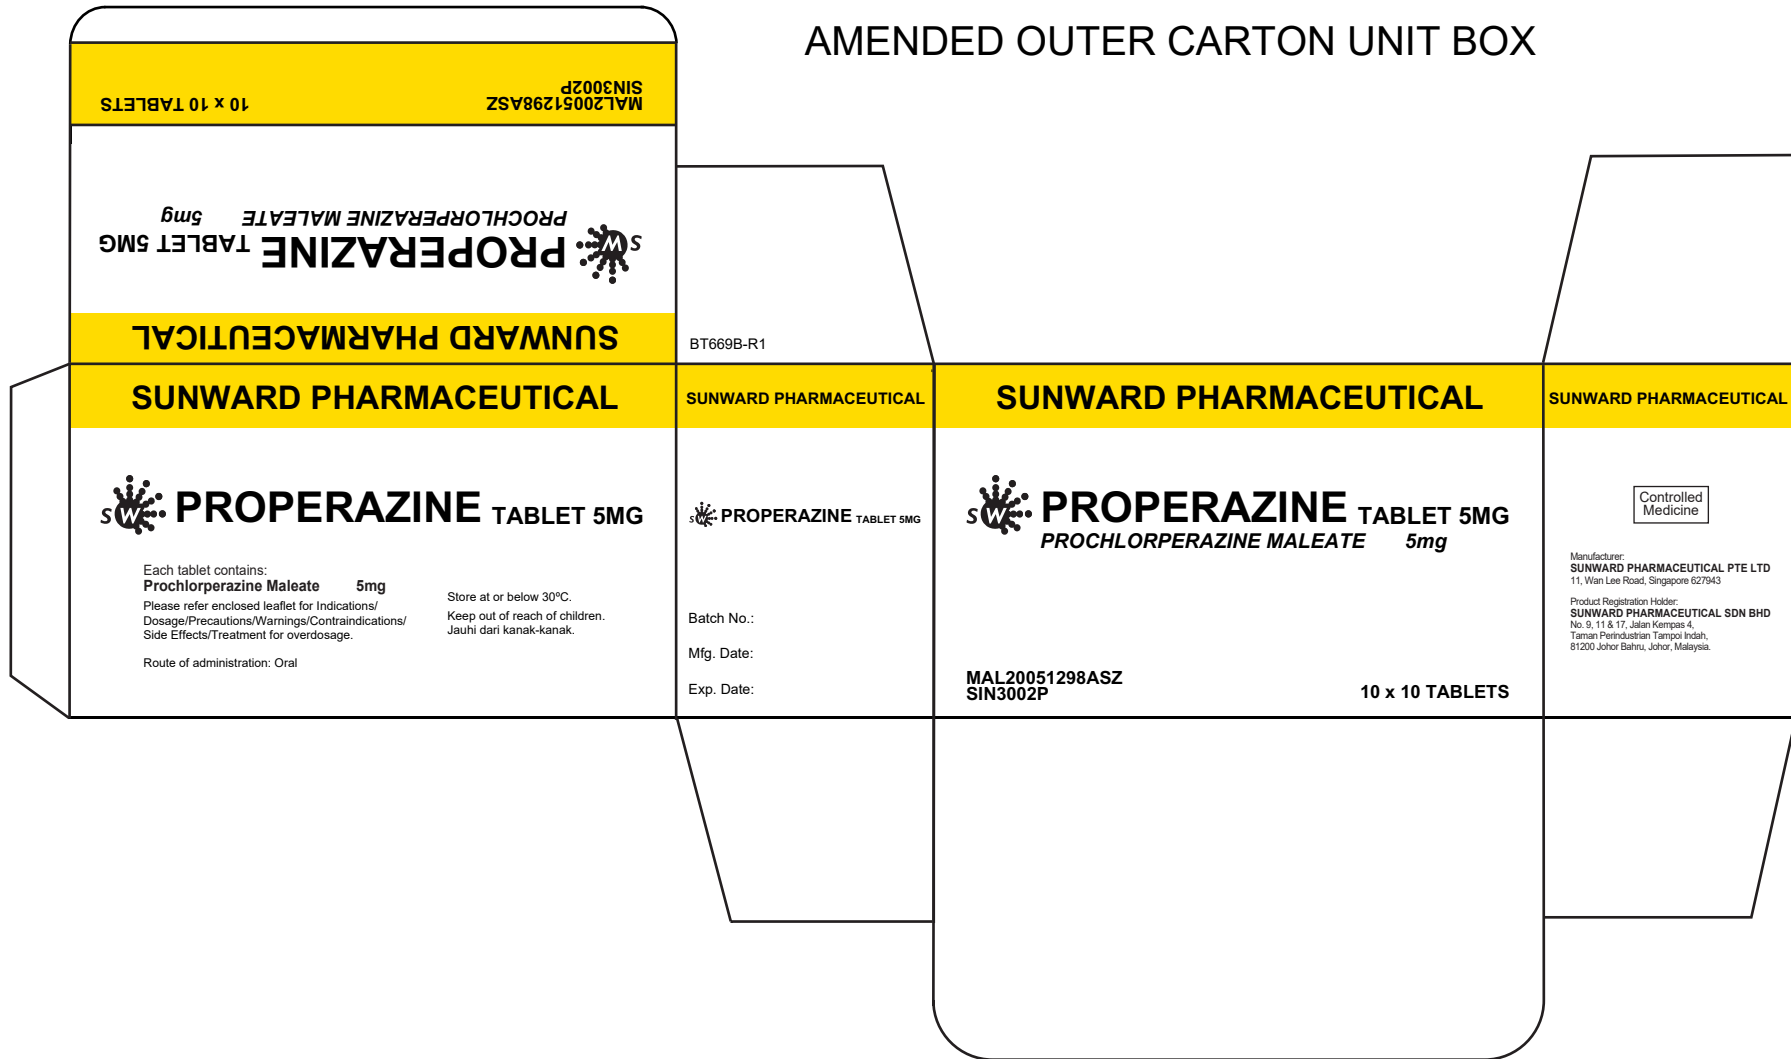 AMENDED OUTER CARTON UNIT BOX
MAL20051298ASZ
SIN3002P
10 x 10 TABLETS
SW PROPERAZINE TABLET 5MG
PROCHLORPERAZINE MALEATE 5mg
SUNWARD PHARMACEUTICAL
BT669B-R1
SUNWARD PHARMACEUTICAL
SW PROPERAZINE TABLET 5MG
Each tablet contains:
Prochlorperazine Maleate 5mg
Please refer enclosed leaflet for Indications/
Dosage/Precautions/Warnings/Contraindications/
Side Effects/Treatment for overdosage.
Route of administration: Oral
Store at or below 30ºC.
Keep out of reach of children.
Jauhi dari kanak-kanak.
SUNWARD PHARMACEUTICAL
SW PROPERAZINE TABLET 5MG
Batch No.:
Mfg. Date:
Exp. Date:
SUNWARD PHARMACEUTICAL
SW PROPERAZINE TABLET 5MG
PROCHLORPERAZINE MALEATE 5mg
MAL20051298ASZ
SIN3002P
10 x 10 TABLETS
SUNWARD PHARMACEUTICAL
Controlled
Medicine
Manufacturer:
SUNWARD PHARMACEUTICAL PTE LTD
11, Wan Lee Road, Singapore 627943
Product Registration Holder:
SUNWARD PHARMACEUTICAL SDN BHD
No. 9, 11 & 17, Jalan Kempas 4,
Taman Perindustrian Tampoi Indah,
81200 Johor Bahru, Johor, Malaysia.